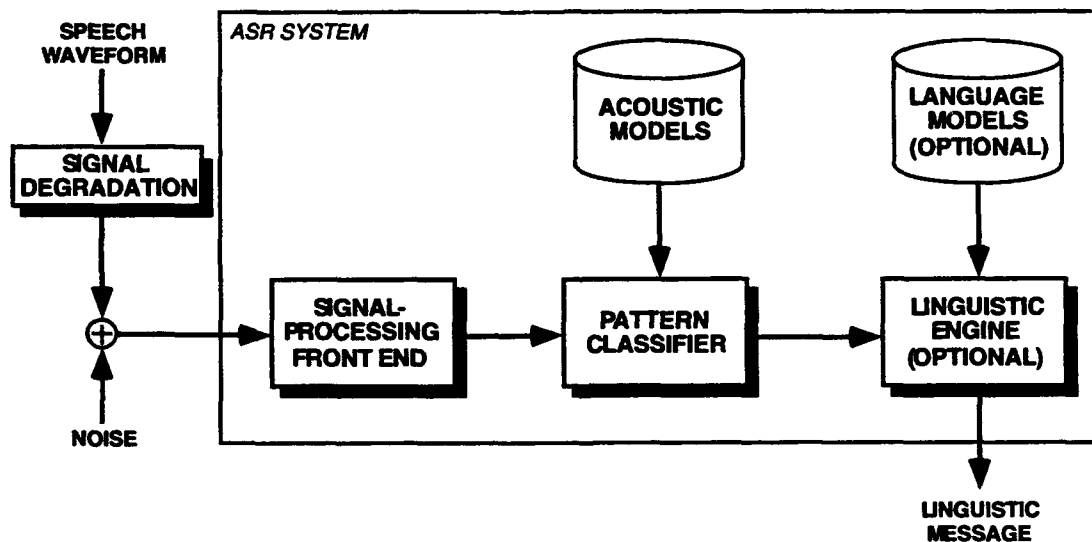 SPEECH
WAVEFORM
ASR SYSTEM
ACOUSTIC
MODELS
LANGUAGE
MODELS
(OPTIONAL)
SIGNAL
DEGRADATION
SIGNAL-
PROCESSING
FRONT END
PATTERN
CLASSIFIER
LINGUISTIC
ENGINE
(OPTIONAL)
NOISE
LINGUISTIC
MESSAGE